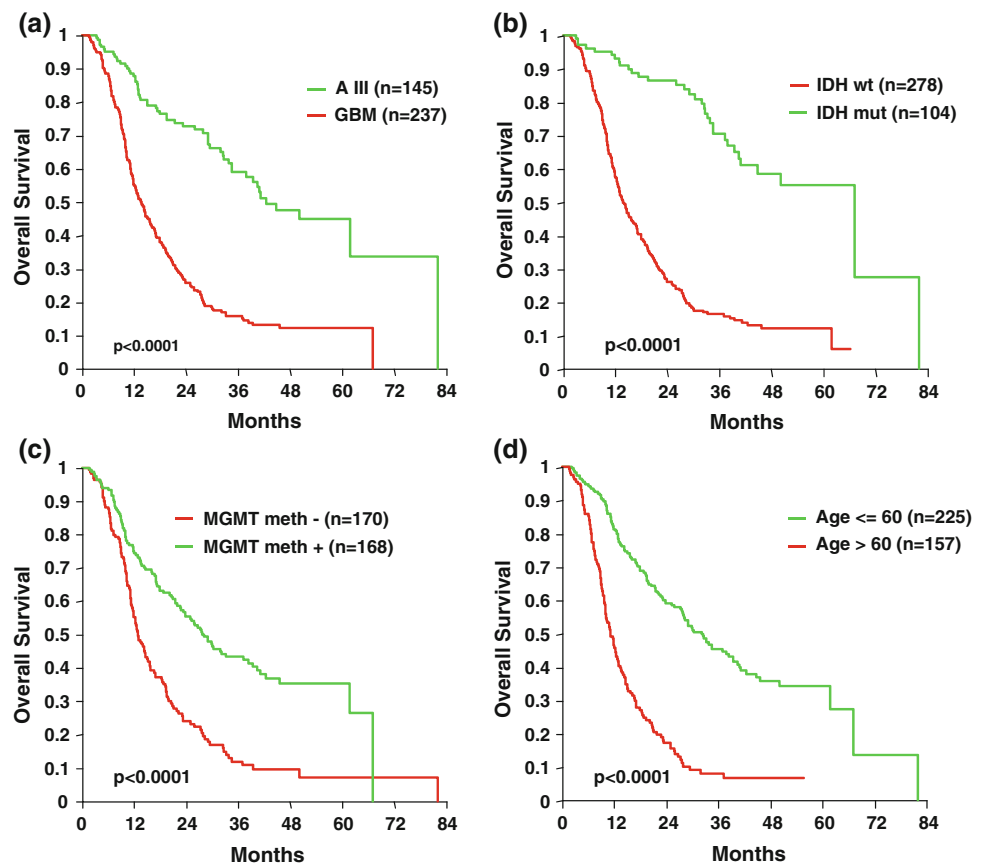 (a)
Overall Survival
1
0.9
0.8
0.7
0.6
0.5
0.4
0.3
0.2
0.1
0
A III (n=145)
GBM (n=237)
p<0.0001
0 12 24 36 48 60 72 84
Months
(b)
Overall Survival
1
0.9
0.8
0.7
0.6
0.5
0.4
0.3
0.2
0.1
0
IDH wt (n=278)
IDH mut (n=104)
p<0.0001
0 12 24 36 48 60 72 84
Months
(c)
Overall Survival
1
0.9
0.8
0.7
0.6
0.5
0.4
0.3
0.2
0.1
0
MGMT meth - (n=170)
MGMT meth + (n=168)
p<0.0001
0 12 24 36 48 60 72 84
Months
(d)
Overall Survival
1
0.9
0.8
0.7
0.6
0.5
0.4
0.3
0.2
0.1
0
Age <= 60 (n=225)
Age > 60 (n=157)
p<0.0001
0 12 24 36 48 60 72 84
Months